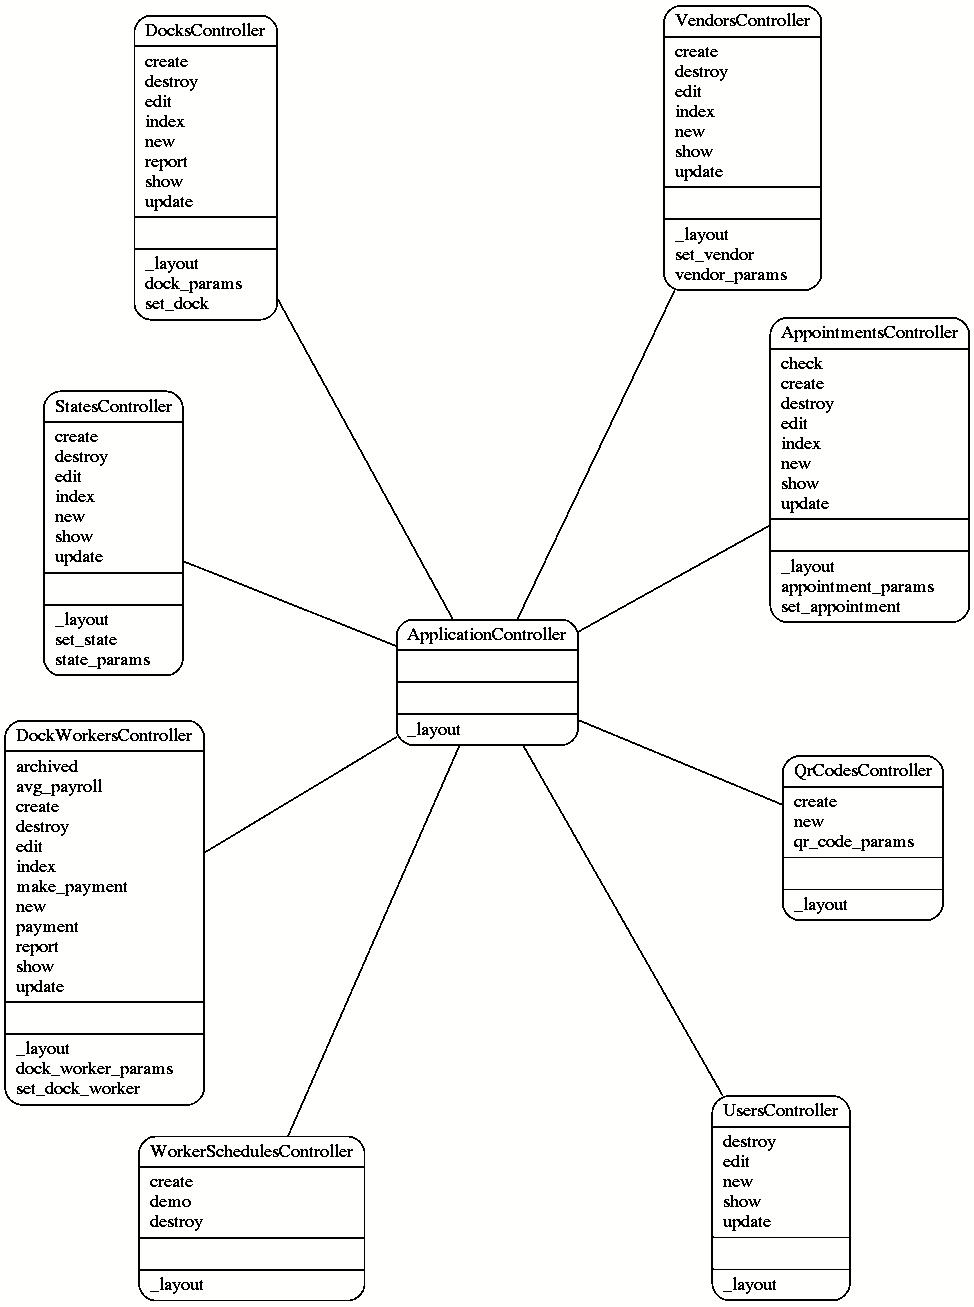 DocksController
create
destroy
edit
index
new
report
show
update
_layout
dock_params
set_dock
VendorsController
create
destroy
edit
index
new
show
update
_layout
set_vendor
vendor_params
AppointmentsController
check
create
destroy
edit
index
new
show
update
_layout
appointment_params
set_appointment
StatesController
create
destroy
edit
index
new
show
update
_layout
set_state
state_params
ApplicationController
_layout
DockWorkersController
archived
avg_payroll
create
destroy
edit
index
make_payment
new
payment
report
show
update
_layout
dock_worker_params
set_dock_worker
QrCodesController
create
new
qr_code_params
_layout
WorkerSchedulesController
create
demo
destroy
_layout
UsersController
destroy
edit
new
show
update
_layout